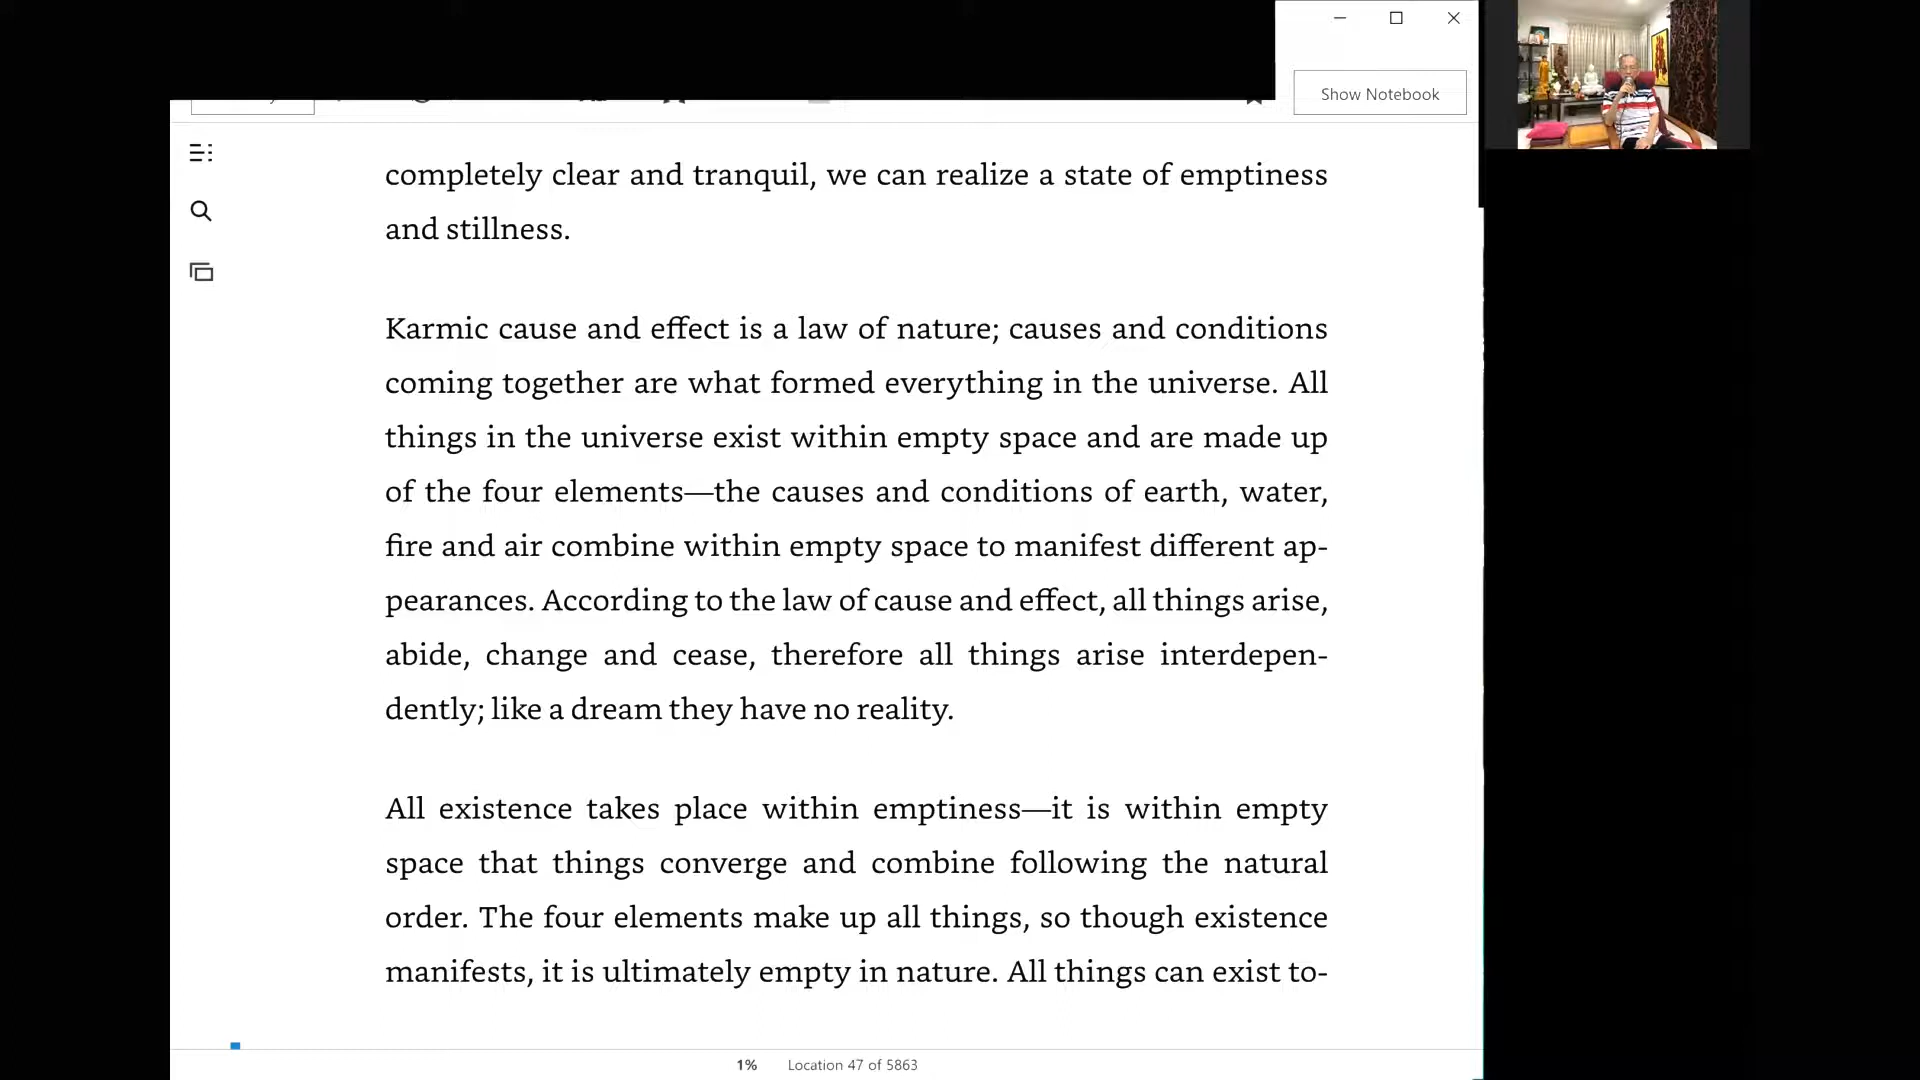 Show Notebook
completely clear and tranquil, we can realize a state of emptiness
and stillness.
Karmic cause and effect is a law of nature; causes and conditions
coming together are what formed everything in the universe. All
things in the universe exist within empty space and are made up
of the four elements—the causes and conditions of earth, water,
fire and air combine within empty space to manifest different ap-
pearances. According to the law of cause and effect, all things arise,
abide, change and cease, therefore all things arise interdepen-
dently; like a dream they have no reality.
All existence takes place within emptiness—it is within empty
space that things converge and combine following the natural
order. The four elements make up all things, so though existence
manifests, it is ultimately empty in nature. All things can exist to-
1% Location 47 of 5863